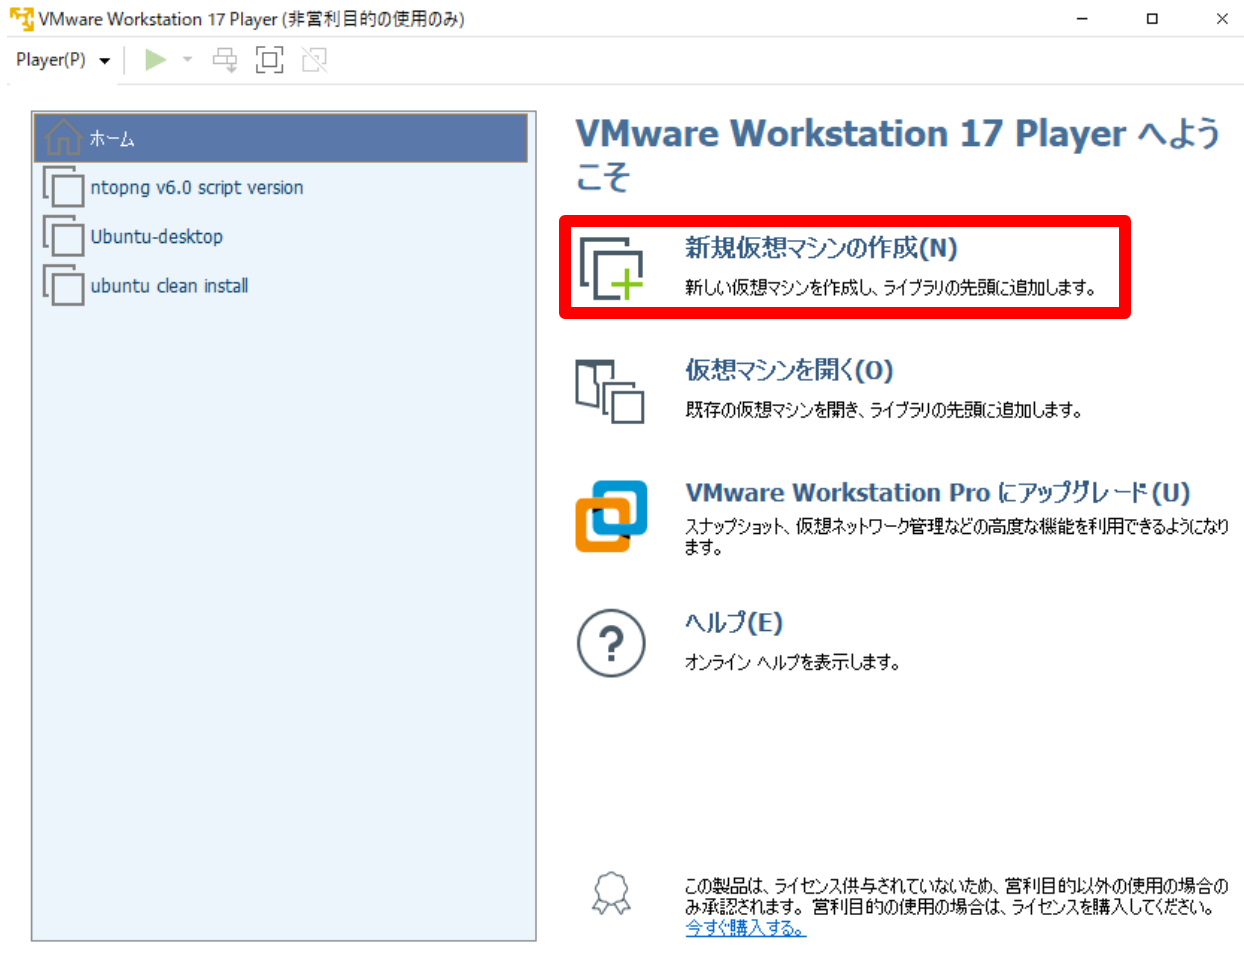 VMware Workstation 17 Player (非営利目的の使用のみ)
Player(P)
ホーム
ntopng v6.0 script version
Ubuntu-desktop
ubuntu clean install
VMware Workstation 17 Player へよう
こそ
新規仮想マシンの作成(N)
新しい仮想マシンを作成し、ライブラリの先頭に追加します。
仮想マシンを開く(O)
既存の仮想マシンを開き、ライブラリの先頭に追加します。
VMware Workstation Pro にアップグレード(U)
スナップショット、仮想ネットワーク管理などの高度な機能を利用できるようになり
ます。
ヘルプ(E)
オンライン ヘルプを表示します。
この製品は、ライセンス供与されていないため、営利目的以外の使用の場合の
み承認されます。営利目的の使用の場合は、ライセンスを購入してください。
今すぐ購入する。